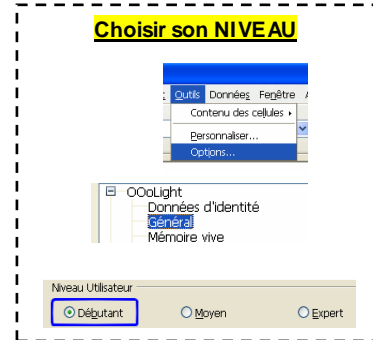 Choisir son NIVEAU
Outils Données Fenêtre
Contenu des cellules
Personnaliser...
Options...
OOoLight
Données d'identité
Général
Mémoire vive
Niveau Utilisateur
Débutant Moyen Expert